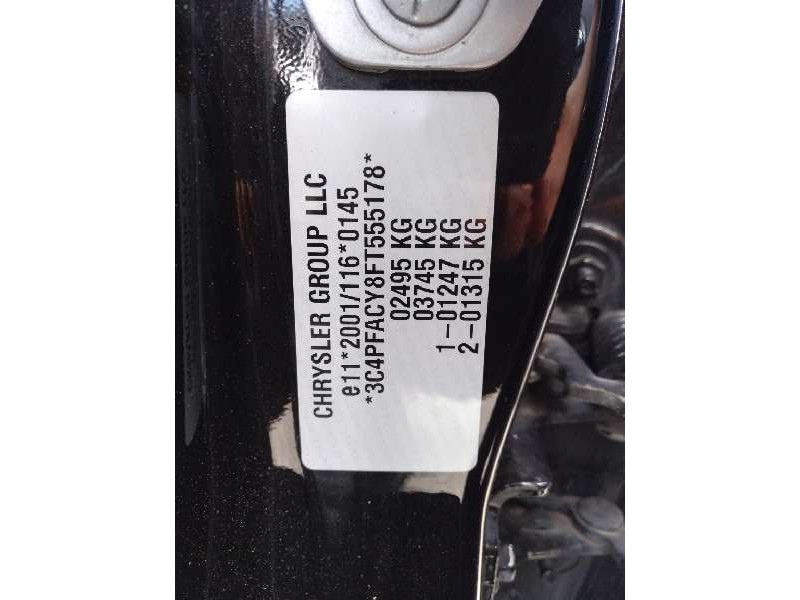 CHRYSLER GROUP LLC
e11*2001/116*0145
*3C4PFACY8FT555178*
02495 KG
03745 KG
1-01247 KG
2-01315 KG